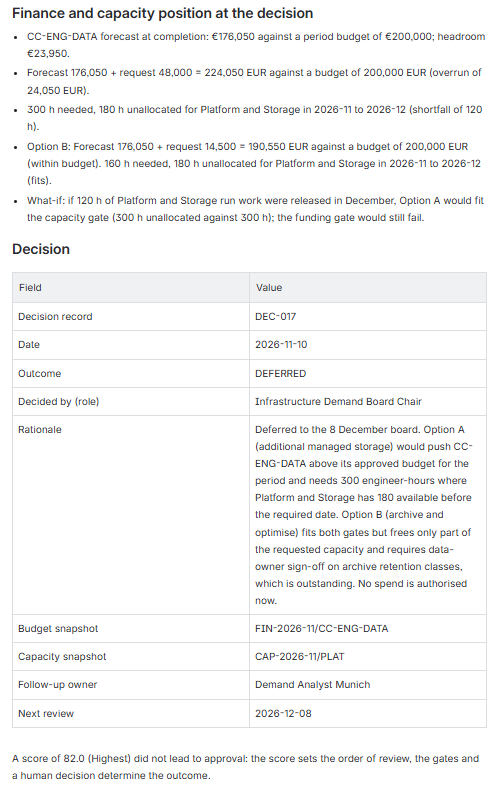 Finance and capacity position at the decision
• CC-ENG-DATA forecast at completion: €176,050 against a period budget of €200,000; headroom
€23,950.
• Forecast 176,050 + request 48,000 = 224,050 EUR against a budget of 200,000 EUR (overrun of
24,050 EUR).
• 300 h needed, 180 h unallocated for Platform and Storage in 2026-11 to 2026-12 (shortfall of 120
h).
• Option B: Forecast 176,050 + request 14,500 = 190,550 EUR against a budget of 200,000 EUR
(within budget). 160 h needed, 180 h unallocated for Platform and Storage in 2026-11 to 2026-12
(fits).
• What-if: if 120 h of Platform and Storage run work were released in December, Option A would fit
the capacity gate (300 h unallocated against 300 h); the funding gate would still fail.
Decision
Field Value
Decision record DEC-017
Date 2026-11-10
Outcome DEFERRED
Decided by (role) Infrastructure Demand Board Chair
Rationale Deferred to the 8 December board. Option A
(additional managed storage) would push CC-
ENG-DATA above its approved budget for the
period and needs 300 engineer-hours where
Platform and Storage has 180 available before
the required date. Option B (archive and
optimise) fits both gates but frees only part of
the requested capacity and requires data-
owner sign-off on archive retention classes,
which is outstanding. No spend is authorised
now.
Budget snapshot FIN-2026-11/CC-ENG-DATA
Capacity snapshot CAP-2026-11/PLAT
Follow-up owner Demand Analyst Munich
Next review 2026-12-08
A score of 82.0 (Highest) did not lead to approval: the score sets the order of review, the gates and
a human decision determine the outcome.